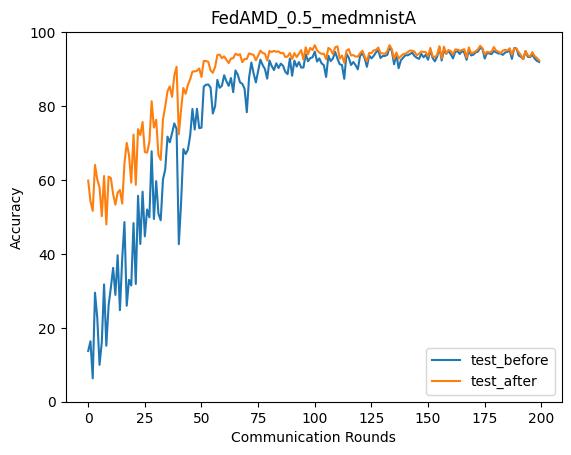 FedAMD_0.5_medmnistA
Accuracy
100
80
60
40
20
0
0 25 50 75 100 125 150 175 200
Communication Rounds
test_before
test_after